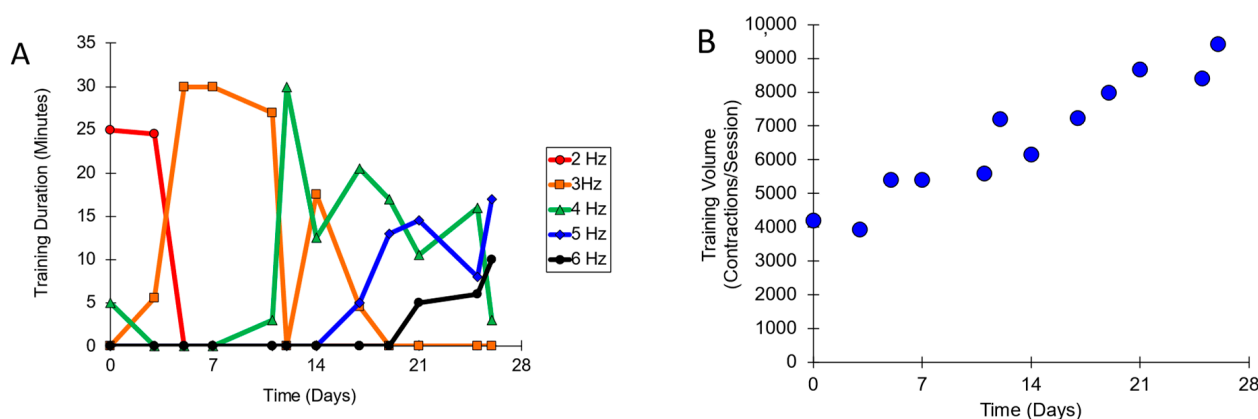 A
35
30
25
20
15
10
5
0
Training Duration (Minutes)
0 7 14 21 28
Time (Days)
2 Hz
3Hz
4 Hz
5 Hz
6 Hz
B
10000
9000
8000
7000
6000
5000
4000
3000
2000
1000
0
Training Volume
(Contractions/Session)
0 7 14 21 28
Time (Days)